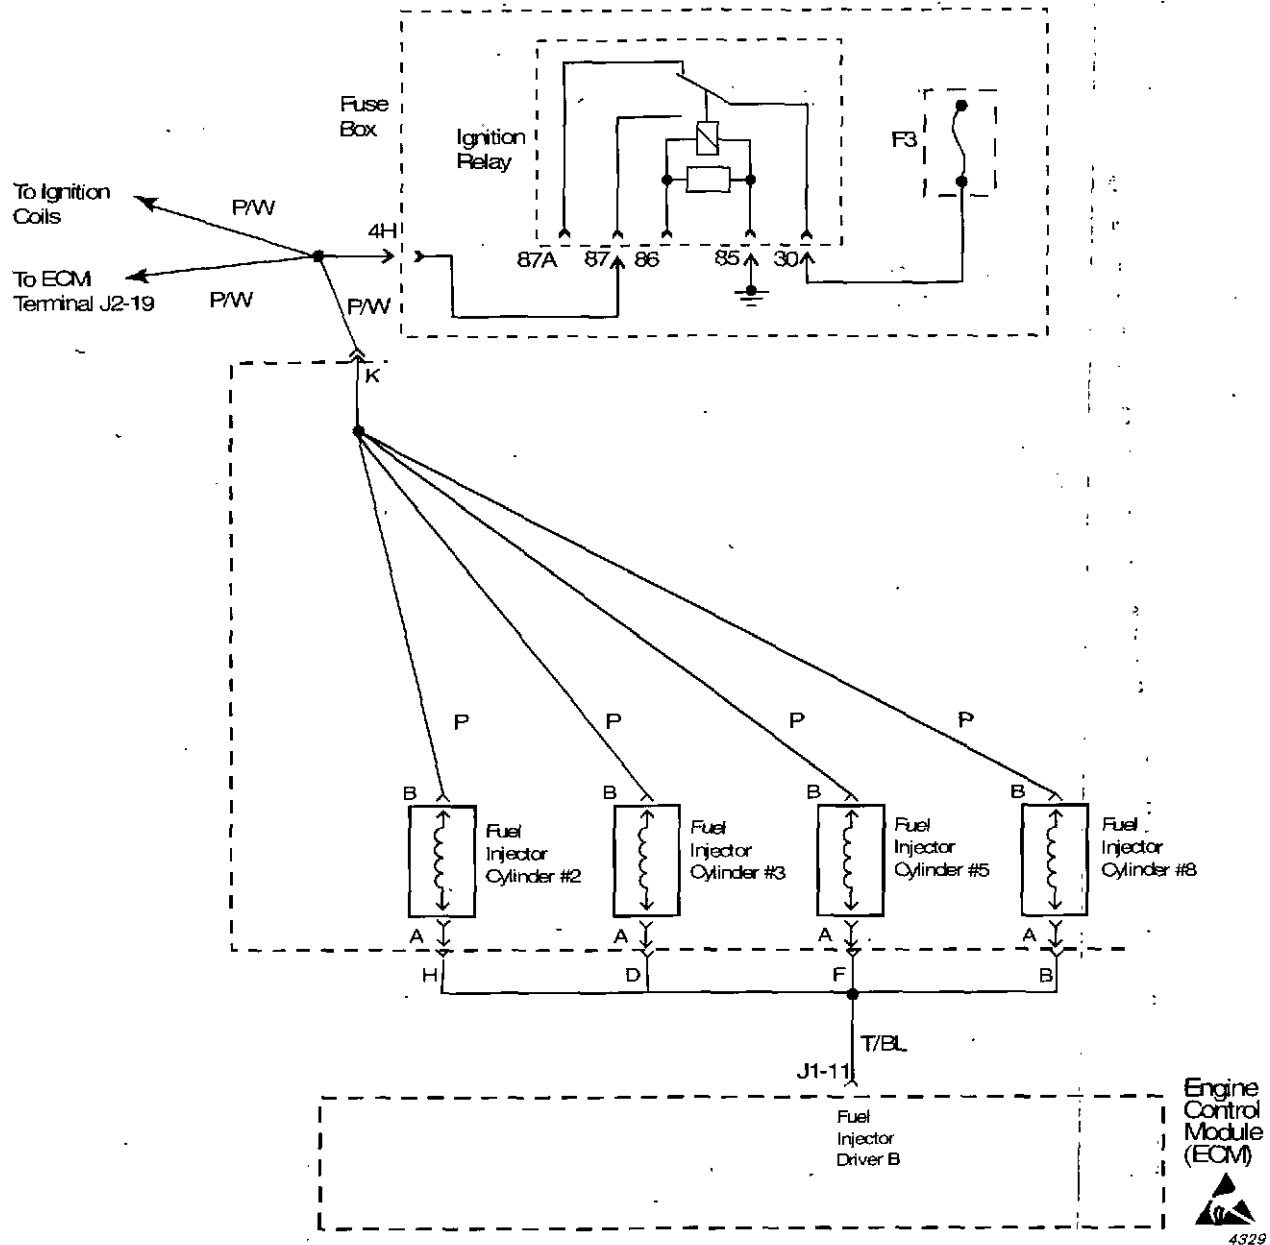 Fuse
Box
Ignition
Relay
F3
To Ignition
Coils
P/W
4H
87A
87
86
85
30
To ECM
Terminal J2-19
P/W
P/W
K
P
P
P
P
B
B
B
B
Fuel
Injector
Cylinder #2
Fuel
Injector
Cylinder #3
Fuel
Injector
Cylinder #5
Fuel
Injector
Cylinder #8
A
A
A
A
H
D
F
B
T/BL
J1-11
Fuel
Injector
Driver B
Engine
Control
Module
(ECM)
4329